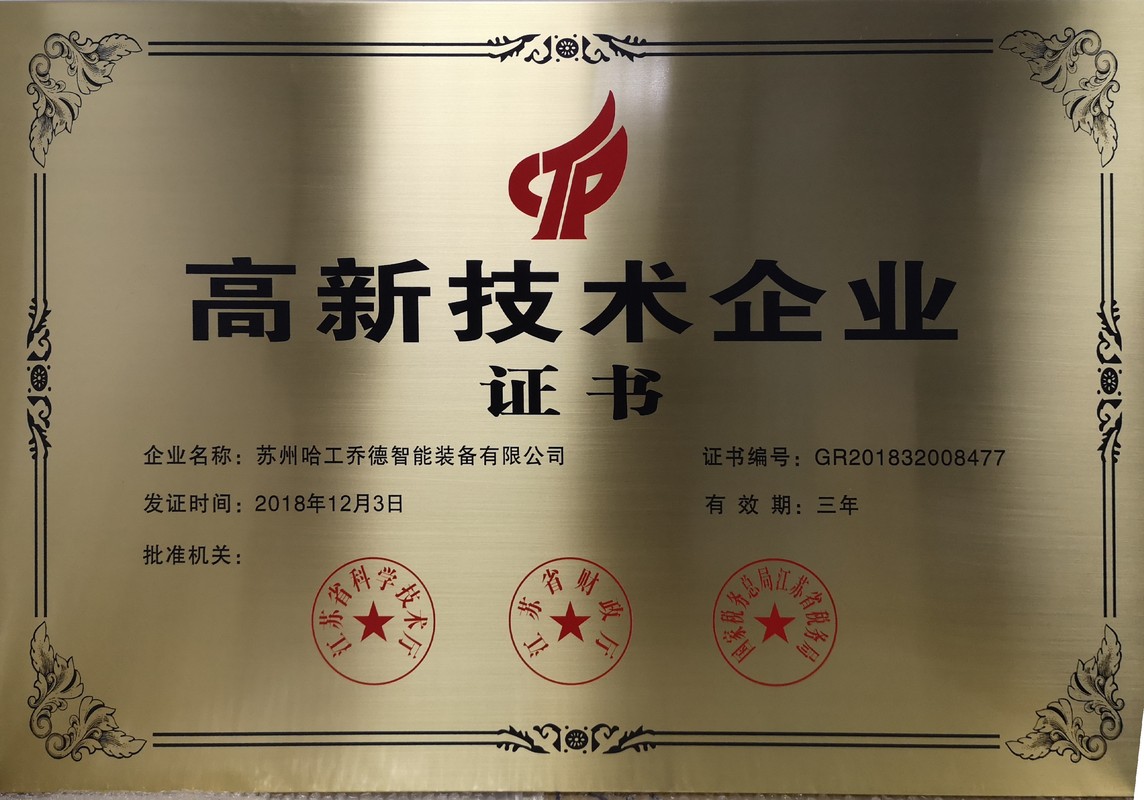 高新技术企业
证书
企业名称：苏州哈工乔德智能装备有限公司
证书编号：GR201832008477
发证时间：2018年12月3日
有 效 期：三年
批准机关：
江苏省科学技术厅
江苏省财政厅
国家税务总局江苏省税务局